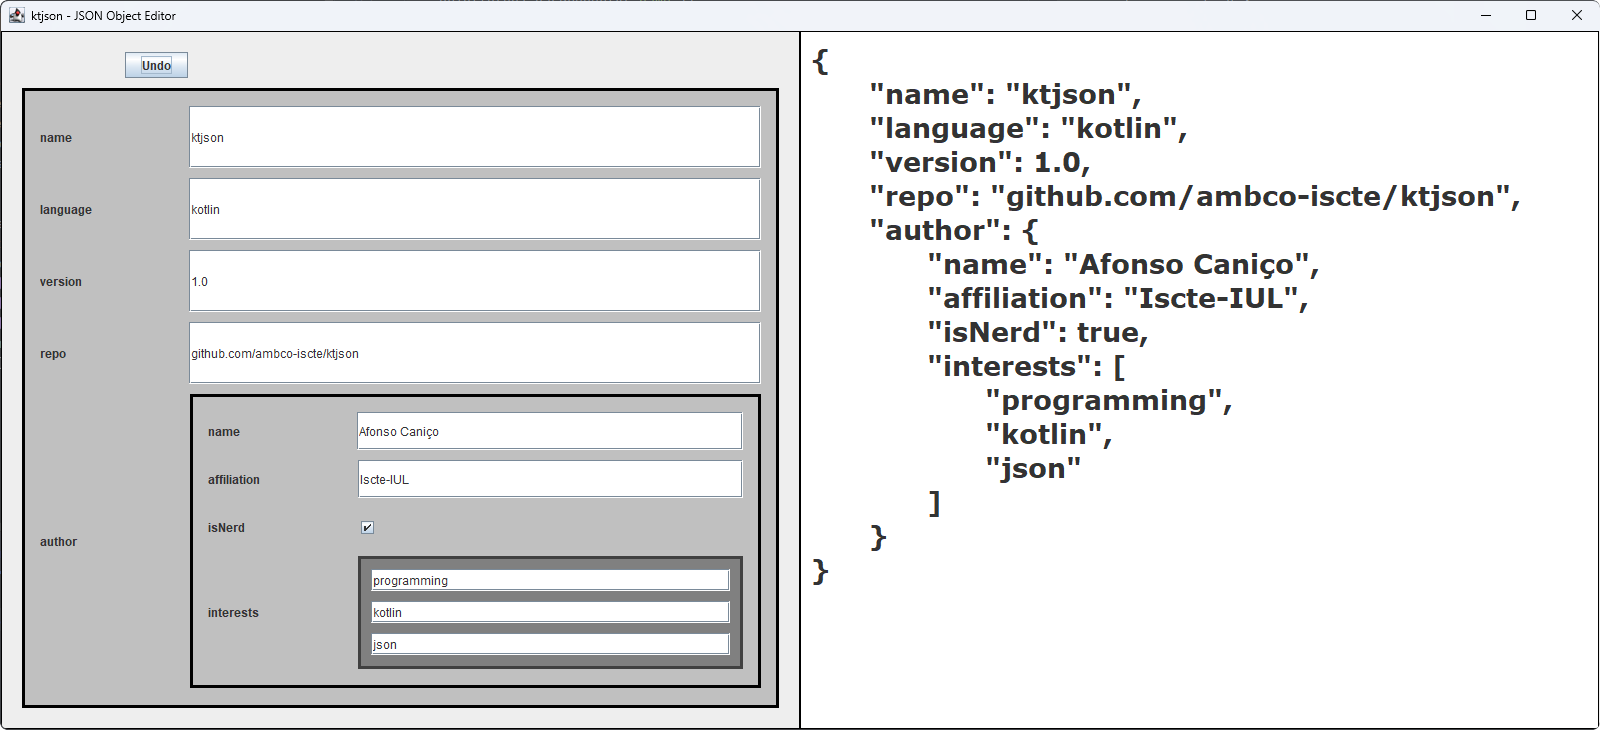 ktjson - JSON Object Editor
Undo
name
ktjson
language
kotlin
version
1.0
repo
github.com/ambco-iscte/ktjson
author
name
Afonso Caniço
affiliation
Iscte-IUL
isNerd
interests
programming
kotlin
json
{
"name": "ktjson",
"language": "kotlin",
"version": 1.0,
"repo": "github.com/ambco-iscte/ktjson",
"author": {
"name": "Afonso Caniço",
"affiliation": "Iscte-IUL",
"isNerd": true,
"interests": [
"programming",
"kotlin",
"json"
]
}
}